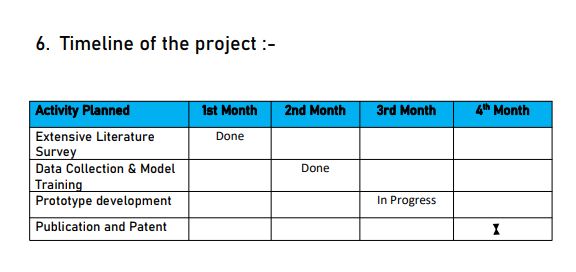 6. Timeline of the project :-
Activity Planned 1st Month 2nd Month 3rd Month 4th Month
Extensive Literature Survey Done
Data Collection & Model Training Done
Prototype development In Progress
Publication and Patent